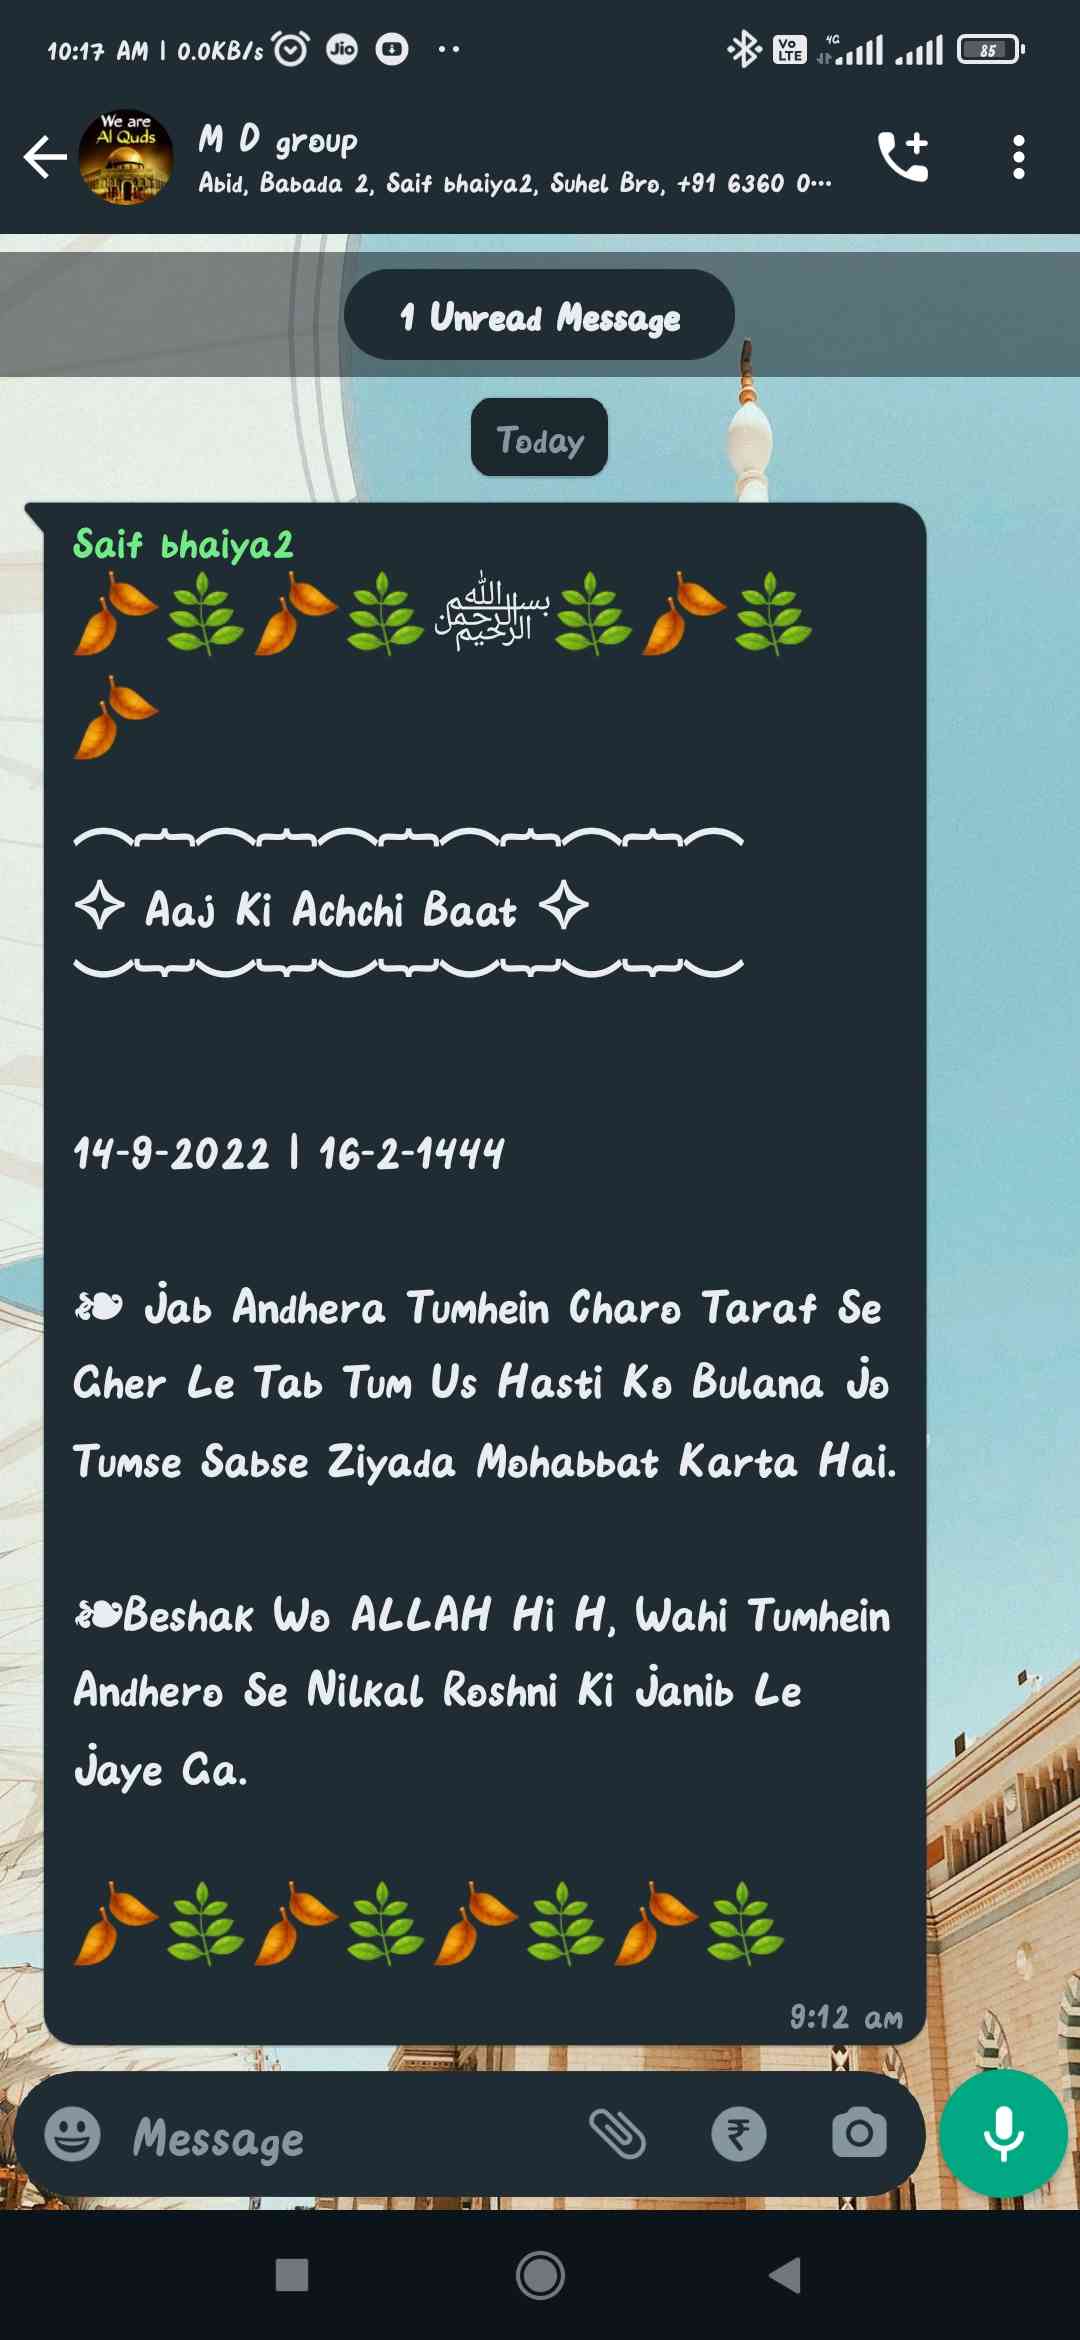 10:17 AM | 0.0KB/s Jio Vo LTE 4G 85
We are
Al Quds
M D group
Abid, Babada 2, Saif bhaiya2, Suhel Bro, +91 6360 0...
1 Unread Message
Today
Saif bhaiya2
🍂🌿🍂🌿﷽🌿🍂🌿
🍂
✧ Aaj Ki Achchi Baat ✧
14-9-2022 | 16-2-1444
❧ Jab Andhera Tumhein Charo Taraf Se
Gher Le Tab Tum Us Hasti Ko Bulana Jo
Tumse Sabse Ziyada Mohabbat Karta Hai.
❧Beshak Wo ALLAH Hi H, Wahi Tumhein
Andhero Se Nilkal Roshni Ki Janib Le
Jaye Ga.
🍂🌿🍂🌿🍂🌿🍂🌿
9:12 am
Message